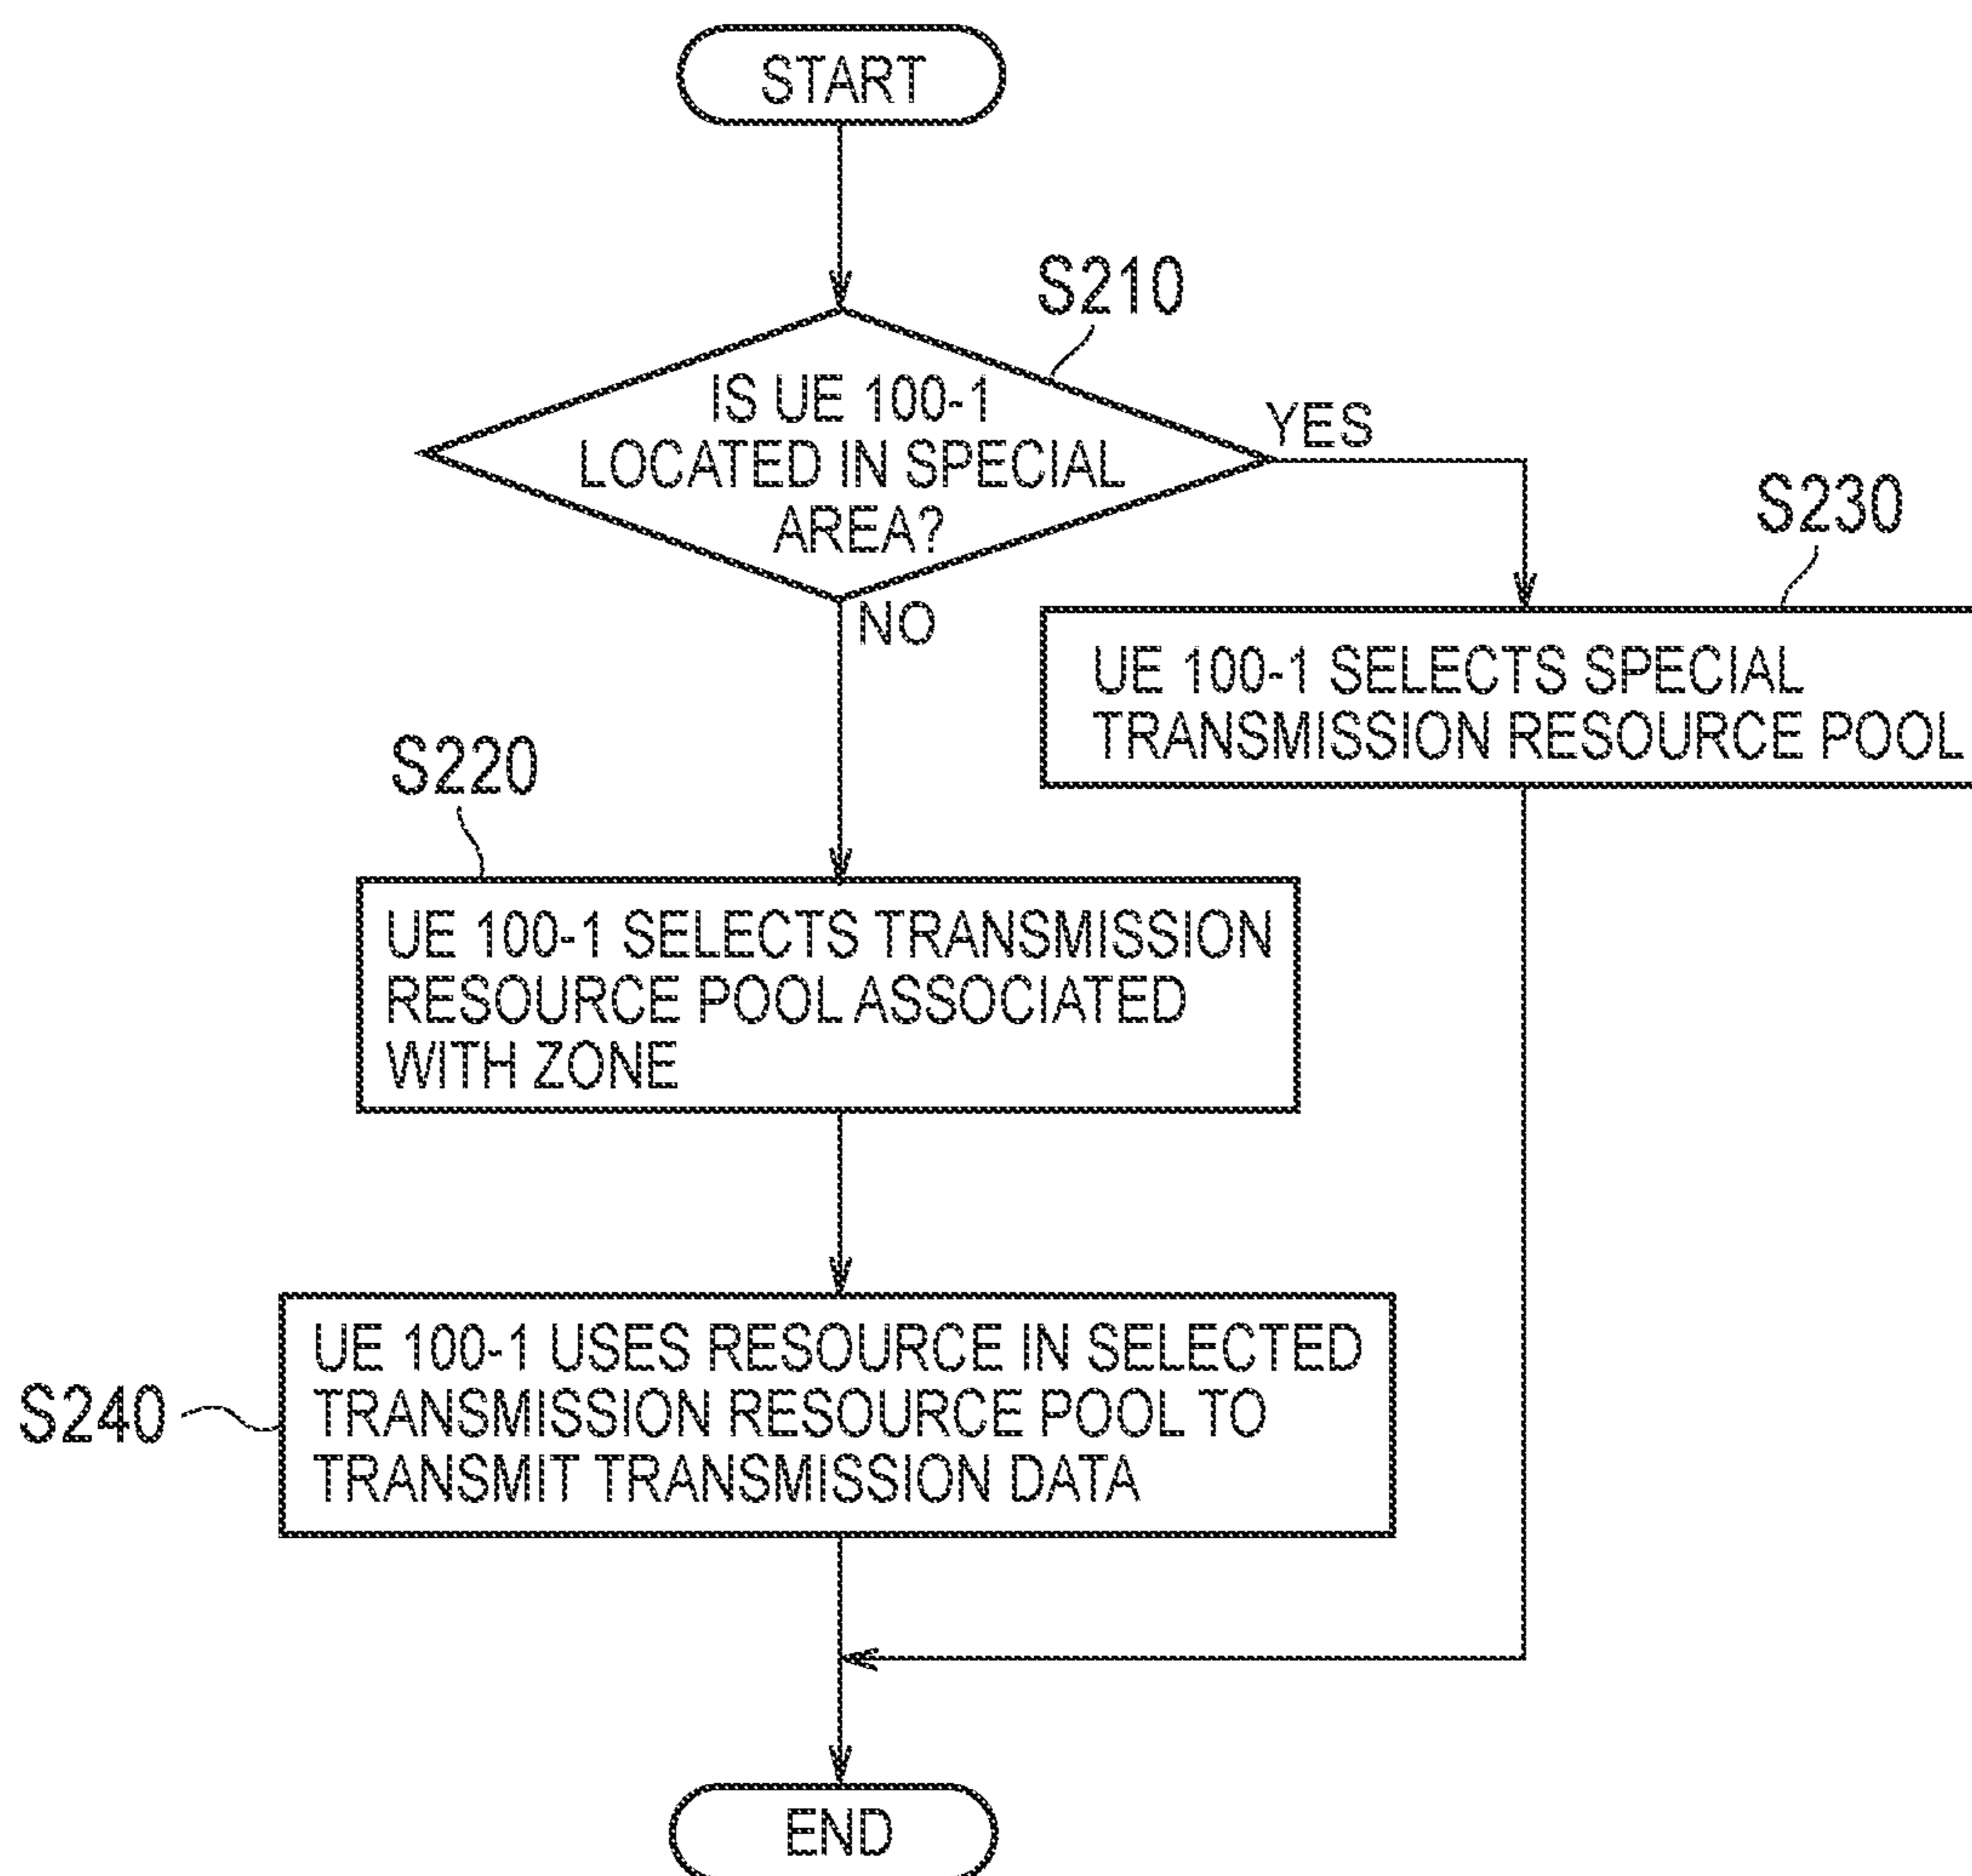 START
S210
IS UE 100-1
LOCATED IN SPECIAL
AREA?
YES
NO
S230
UE 100-1 SELECTS SPECIAL
TRANSMISSION RESOURCE POOL
S220
UE 100-1 SELECTS TRANSMISSION
RESOURCE POOL ASSOCIATED
WITH ZONE
S240
UE 100-1 USES RESOURCE IN SELECTED
TRANSMISSION RESOURCE POOL TO
TRANSMIT TRANSMISSION DATA
END